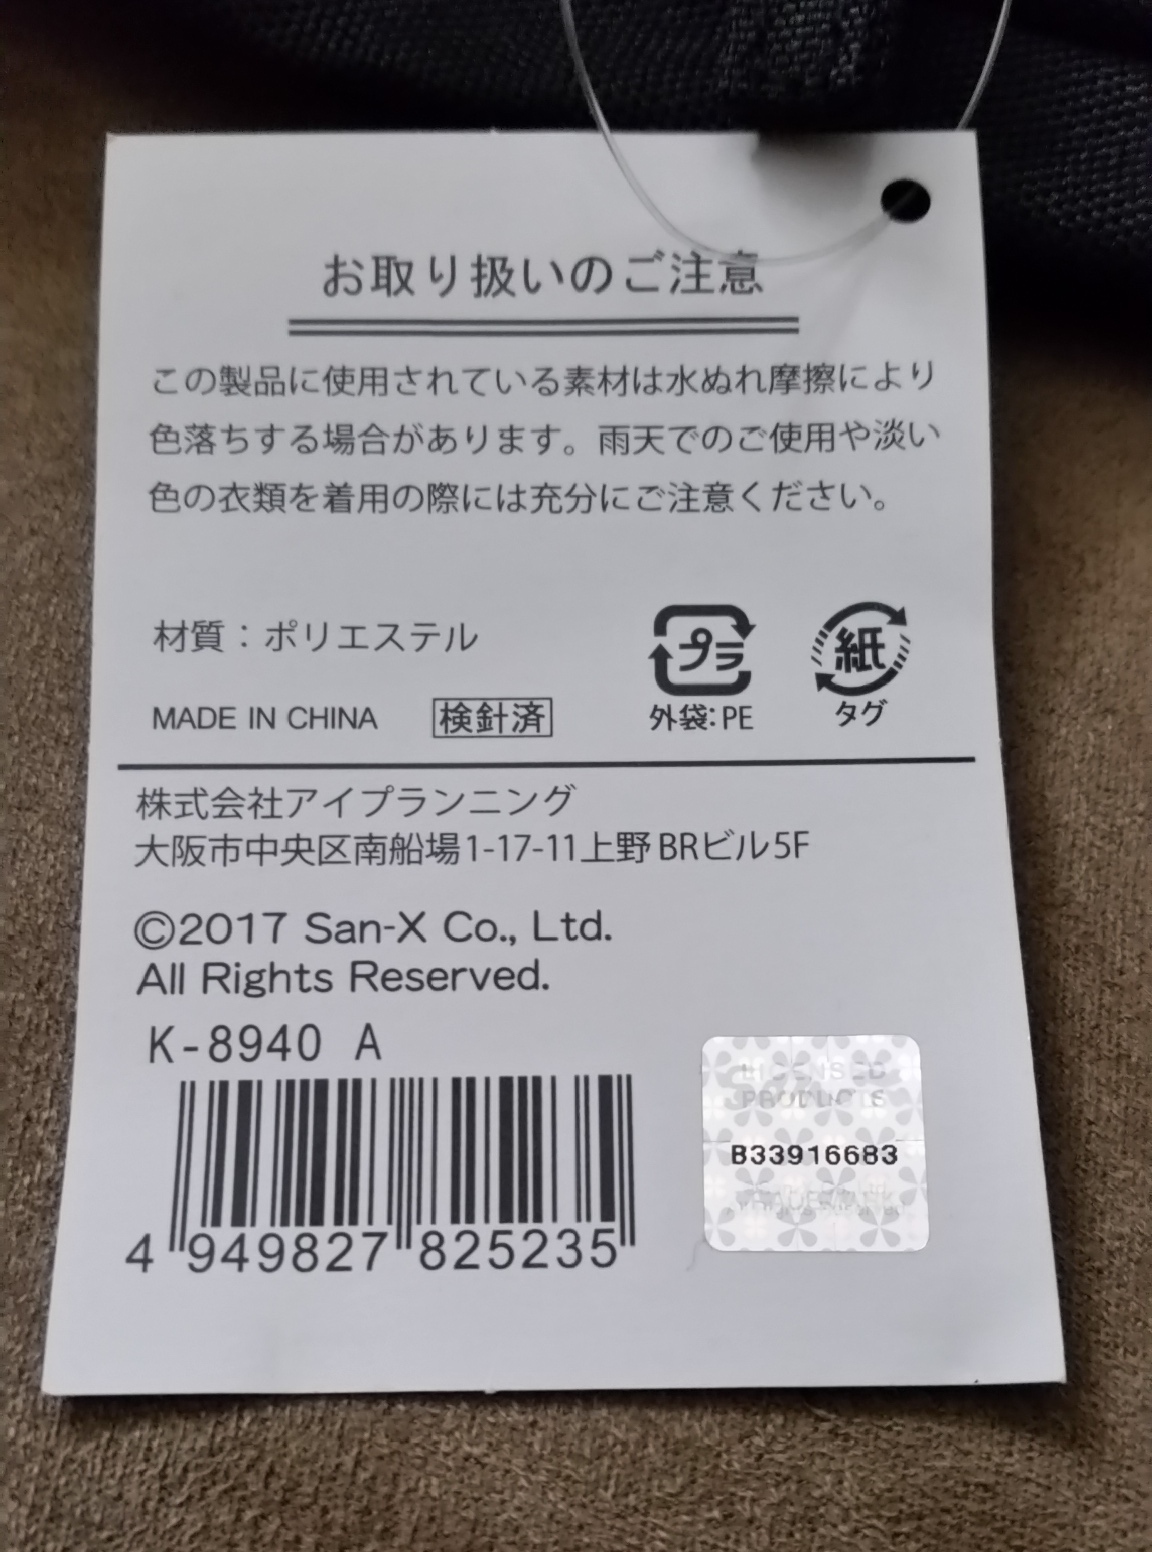 お取り扱いのご注意
この製品に使用されている素材は水ぬれ摩擦により
色落ちする場合があります。雨天でのご使用や淡い
色の衣類を着用の際には充分にご注意ください。
材質：ポリエステル
プラ
紙
MADE IN CHINA
検針済
外袋：PE
タグ
株式会社アイプランニング
大阪市中央区南船場1-17-11上野BRビル5F
©2017 San-X Co., Ltd.
All Rights Reserved.
K-8940 A
LICENSED
PRODUCTS
B33916683
4 949827 825235